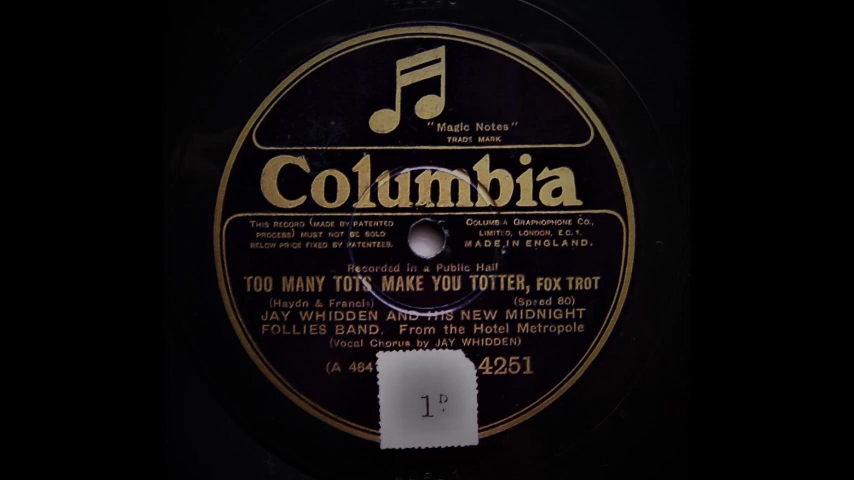 "Magic Notes"
TRADE MARK
Columbia
THIS RECORD (MADE BY PATENTED
PROCESS) MUST NOT BE SOLD
BELOW PRICE FIXED BY PATENTEES.
COLUMBIA GRAPHOPHONE CO.,
LIMITED, LONDON, E.C.1.
MADE IN ENGLAND.
Recorded in a Public Hall
TOO MANY TOTS MAKE YOU TOTTER, FOX TROT
(Haydn & Francis) (Speed 80)
JAY WHIDDEN AND HIS NEW MIDNIGHT
FOLLIES BAND. From the Hotel Metropole
(Vocal Chorus by JAY WHIDDEN)
(A 484 4251
1D